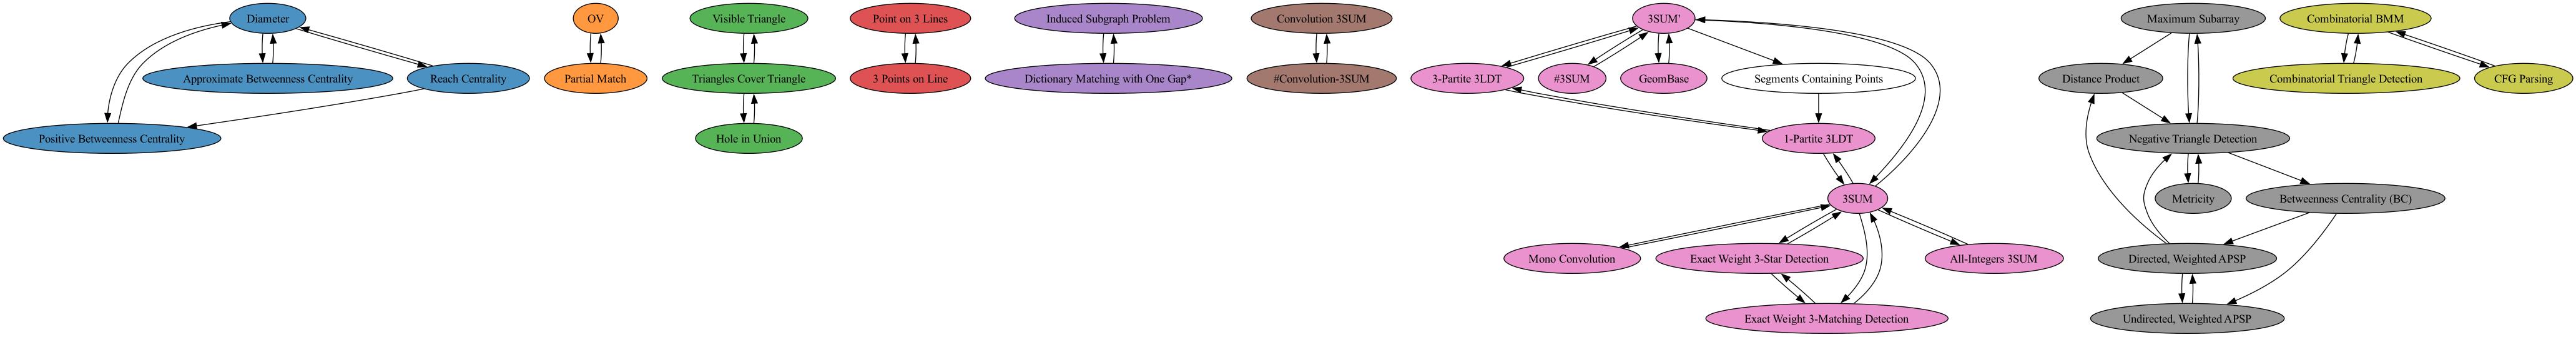 Diameter
OV
Visible Triangle
Point on 3 Lines
Induced Subgraph Problem
Convolution 3SUM
3SUM'
Maximum Subarray
Combinatorial BMM
Approximate Betweenness Centrality
Reach Centrality
Partial Match
Triangles Cover Triangle
3 Points on Line
Dictionary Matching with One Gap*
#Convolution-3SUM
3-Partite 3LDT
#3SUM
GeomBase
Segments Containing Points
Distance Product
Combinatorial Triangle Detection
CFG Parsing
Positive Betweenness Centrality
Hole in Union
1-Partite 3LDT
Negative Triangle Detection
3SUM
Metricity
Betweenness Centrality (BC)
Mono Convolution
Exact Weight 3-Star Detection
All-Integers 3SUM
Directed, Weighted APSP
Exact Weight 3-Matching Detection
Undirected, Weighted APSP